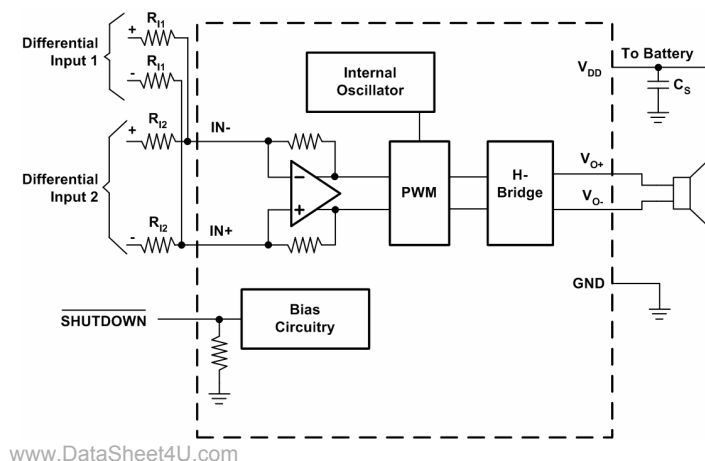 Differential
Input 1
+ R_I1
- R_I1
Differential
Input 2
+ R_I2
- R_I2
IN-
IN+
Internal
Oscillator
−
+
PWM
H-
Bridge
V_DD
To Battery
C_S
V_O+
V_O-
GND
SHUTDOWN
Bias
Circuitry
www.DataSheet4U.com